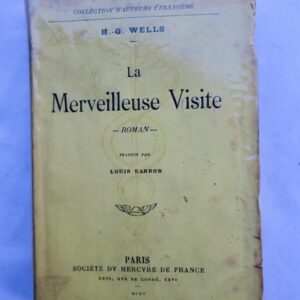 COLLECTION D'AUTEURS ÉTRANGERS
H.-G. WELLS
La
Merveilleuse Visite
— ROMAN —
TRADUIT PAR
LOUIS BARRON
PARIS
SOCIÉTÉ DV MERCVRE DE FRANCE
XXVI, RVE DE CONDÉ, XXVI